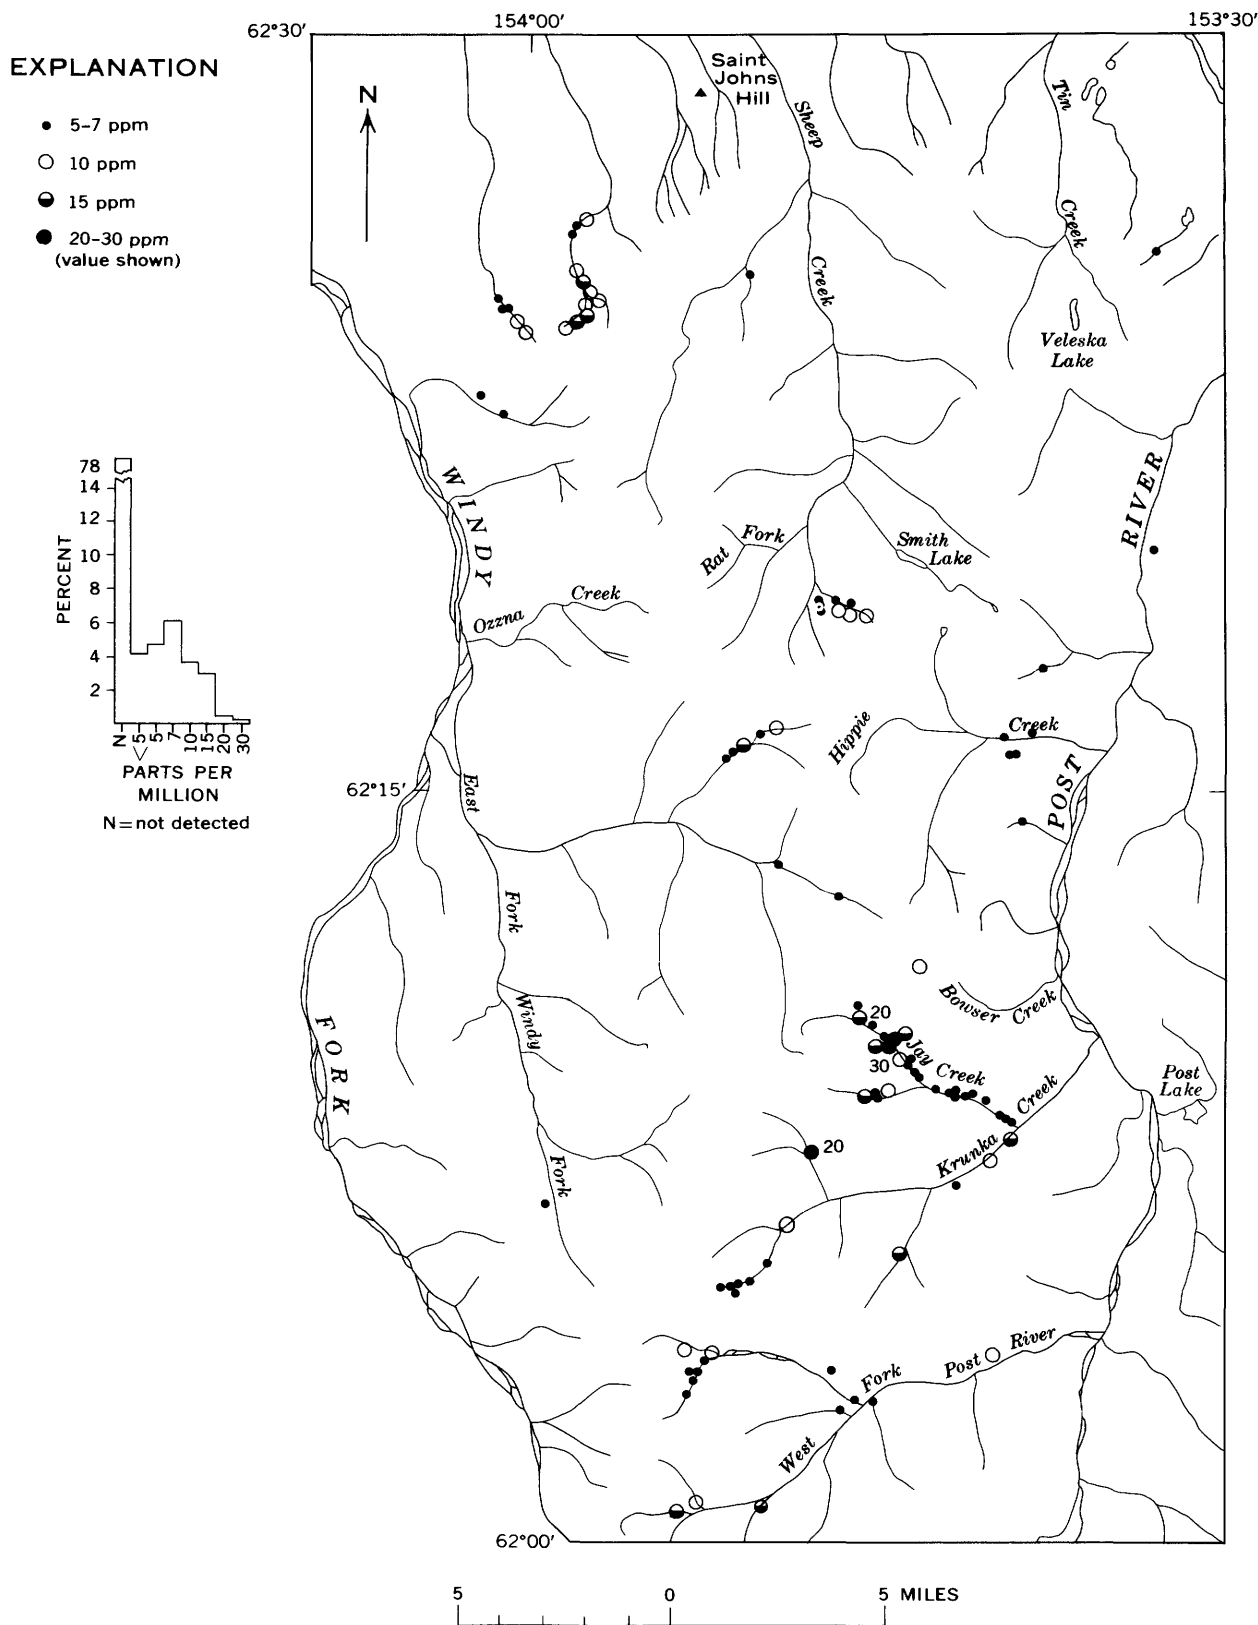 62°30′
154°00′
153°30′
EXPLANATION
5–7 ppm
10 ppm
15 ppm
20–30 ppm
(value shown)
N
Saint
Johns
Hill
Sheep
Creek
Tin
Creek
Veleska
Lake
WINDY
RIVER
Rat Fork
Smith
Lake
Ozzna Creek
78
14
12
10
8
6
4
2
PERCENT
N
<5
5
7
10
15
20
30
PARTS PER
MILLION
N=not detected
3
Hippie
Creek
POST
62°15′
East
Fork
Windy
Fork
FORK
Bowser Creek
20
Jay
Creek
30
Post
Lake
Krunka Creek
20
West Fork Post River
62°00′
5 0 5 MILES